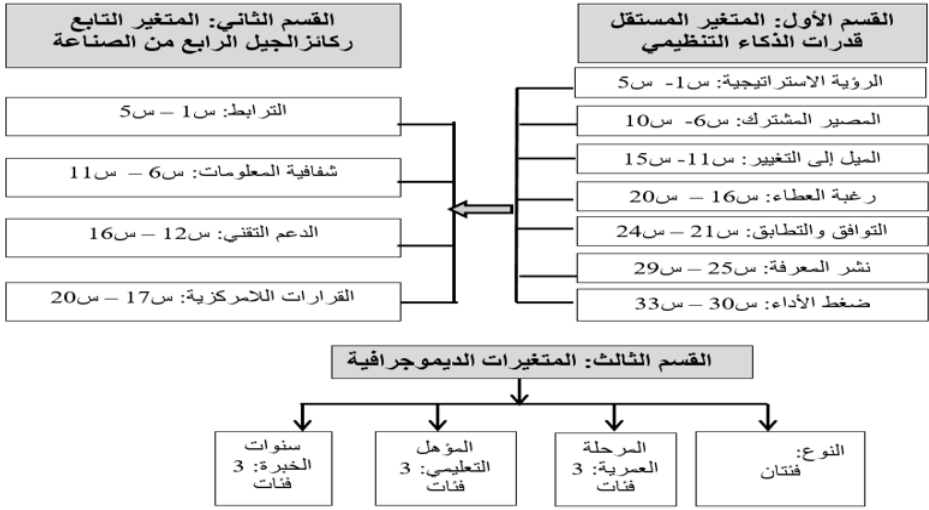 القسم الأول: المتغير المستقل
قدرات الذكاء التنظيمي
الرؤية الاستراتيجية: س1- س5
المصير المشترك: س6- س10
الميل إلى التغيير: س11- س15
رغبة العطاء: س16 – س20
التوافق والتطابق: س21 – س24
نشر المعرفة: س25 – س29
ضغط الأداء: س30 – س33
القسم الثاني: المتغير التابع
ركائزالجيل الرابع من الصناعة
الترابط: س1 – س5
شفافية المعلومات: س6 – س11
الدعم التقني: س12 – س16
القرارات اللامركزية: س17 – س20
القسم الثالث: المتغيرات الديموجرافية
النوع:
فئتان
المرحلة
العمرية: 3
فئات
المؤهل
التعليمي: 3
فئات
سنوات
الخبرة: 3
فئات